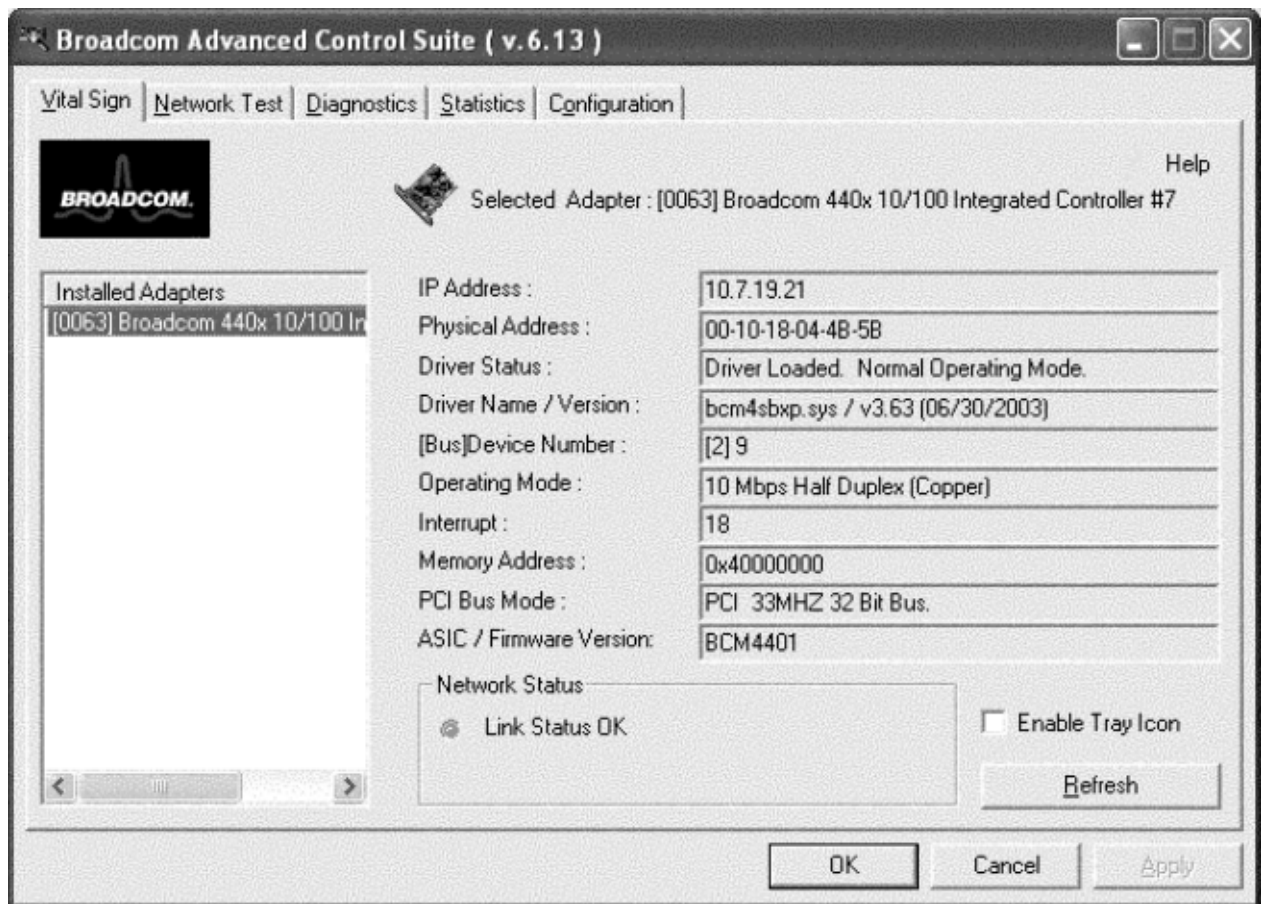 Broadcom Advanced Control Suite ( v.6.13 )
Vital Sign Network Test Diagnostics Statistics Configuration
BROADCOM.
Help
Selected Adapter : [0063] Broadcom 440x 10/100 Integrated Controller #7
Installed Adapters
[0063] Broadcom 440x 10/100 In
IP Address : 10.7.19.21
Physical Address : 00-10-18-04-4B-5B
Driver Status : Driver Loaded. Normal Operating Mode.
Driver Name / Version : bcm4sbxp.sys / v3.63 (06/30/2003)
[Bus]Device Number : [2] 9
Operating Mode : 10 Mbps Half Duplex (Copper)
Interrupt : 18
Memory Address : 0x40000000
PCI Bus Mode : PCI 33MHZ 32 Bit Bus.
ASIC / Firmware Version: BCM4401
Network Status
Link Status OK
Enable Tray Icon
Refresh
OK Cancel Apply